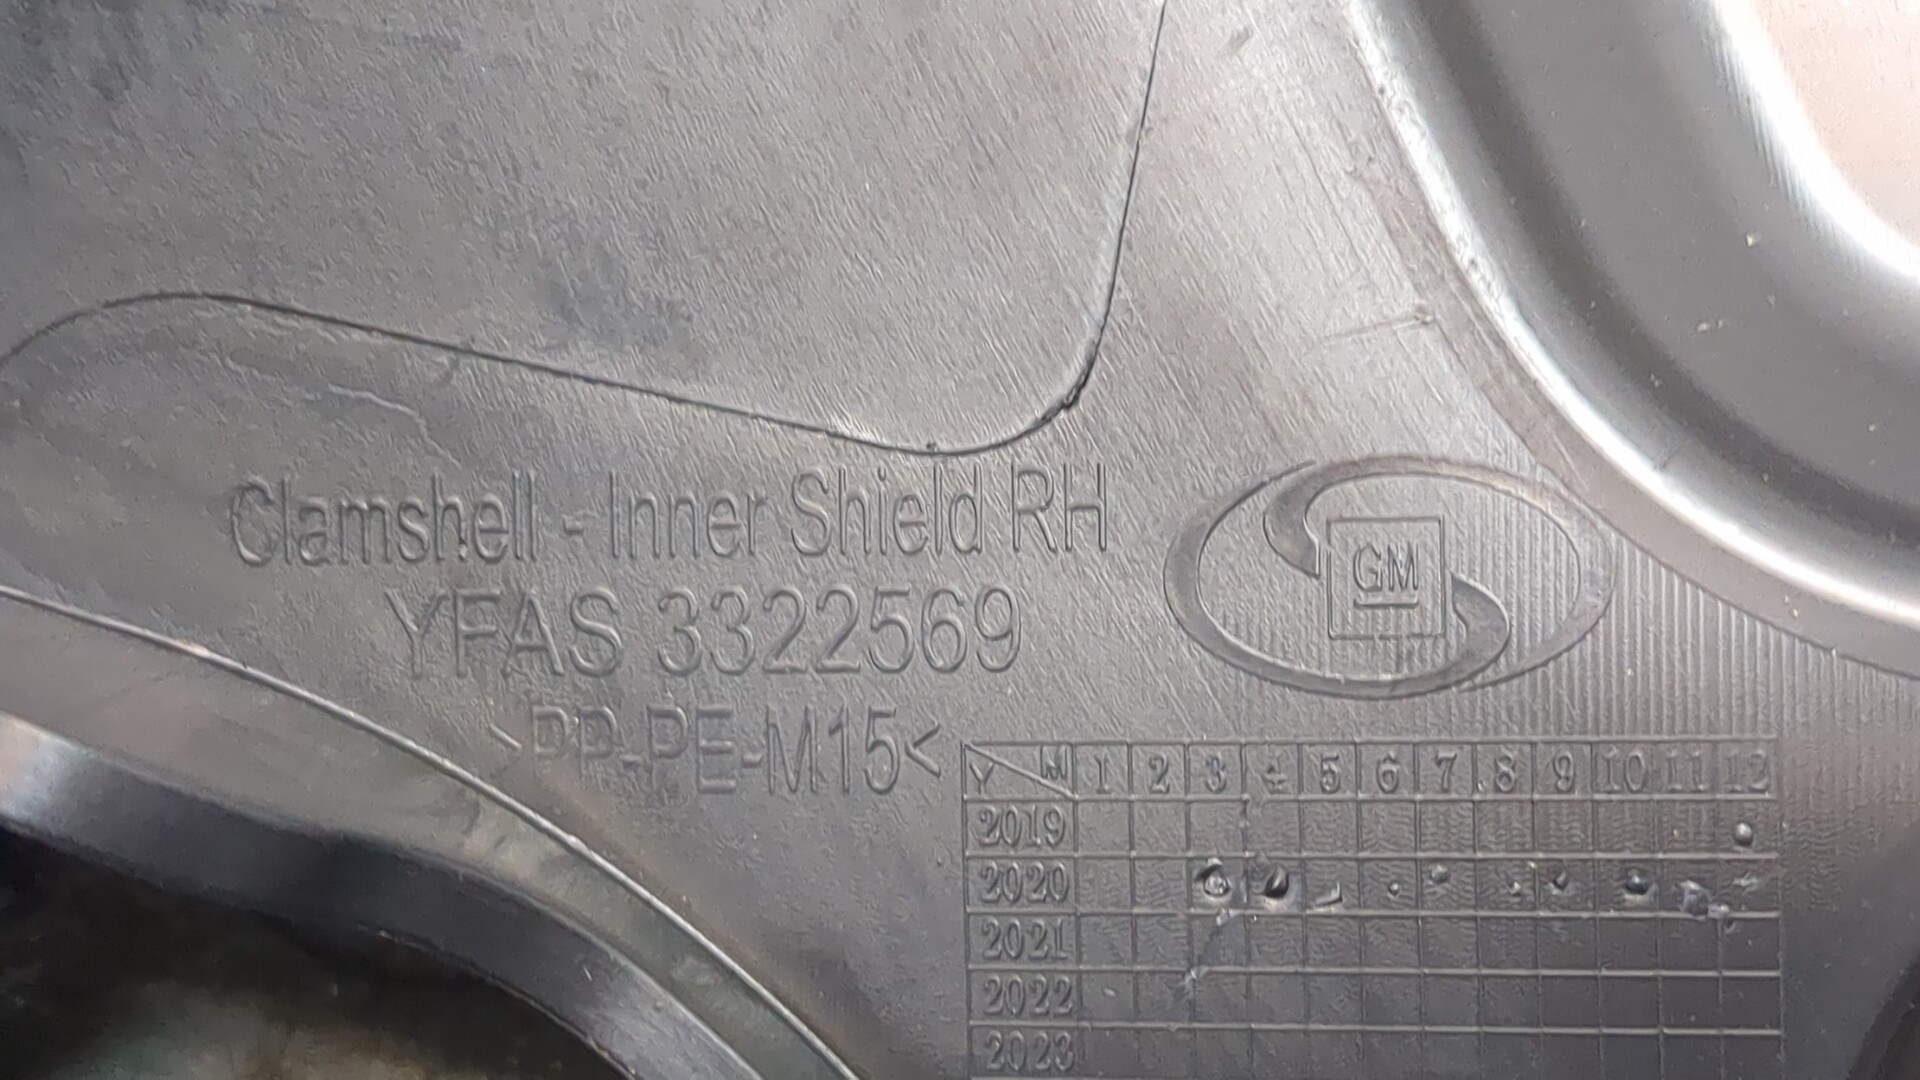 Clamshell - Inner Shield RH
YFAS 3322569
>PP-PE-M15<
GM
Y M 1 2 3 4 5 6 7 8 9 10 11 12
2019
2020
2021
2022
2023